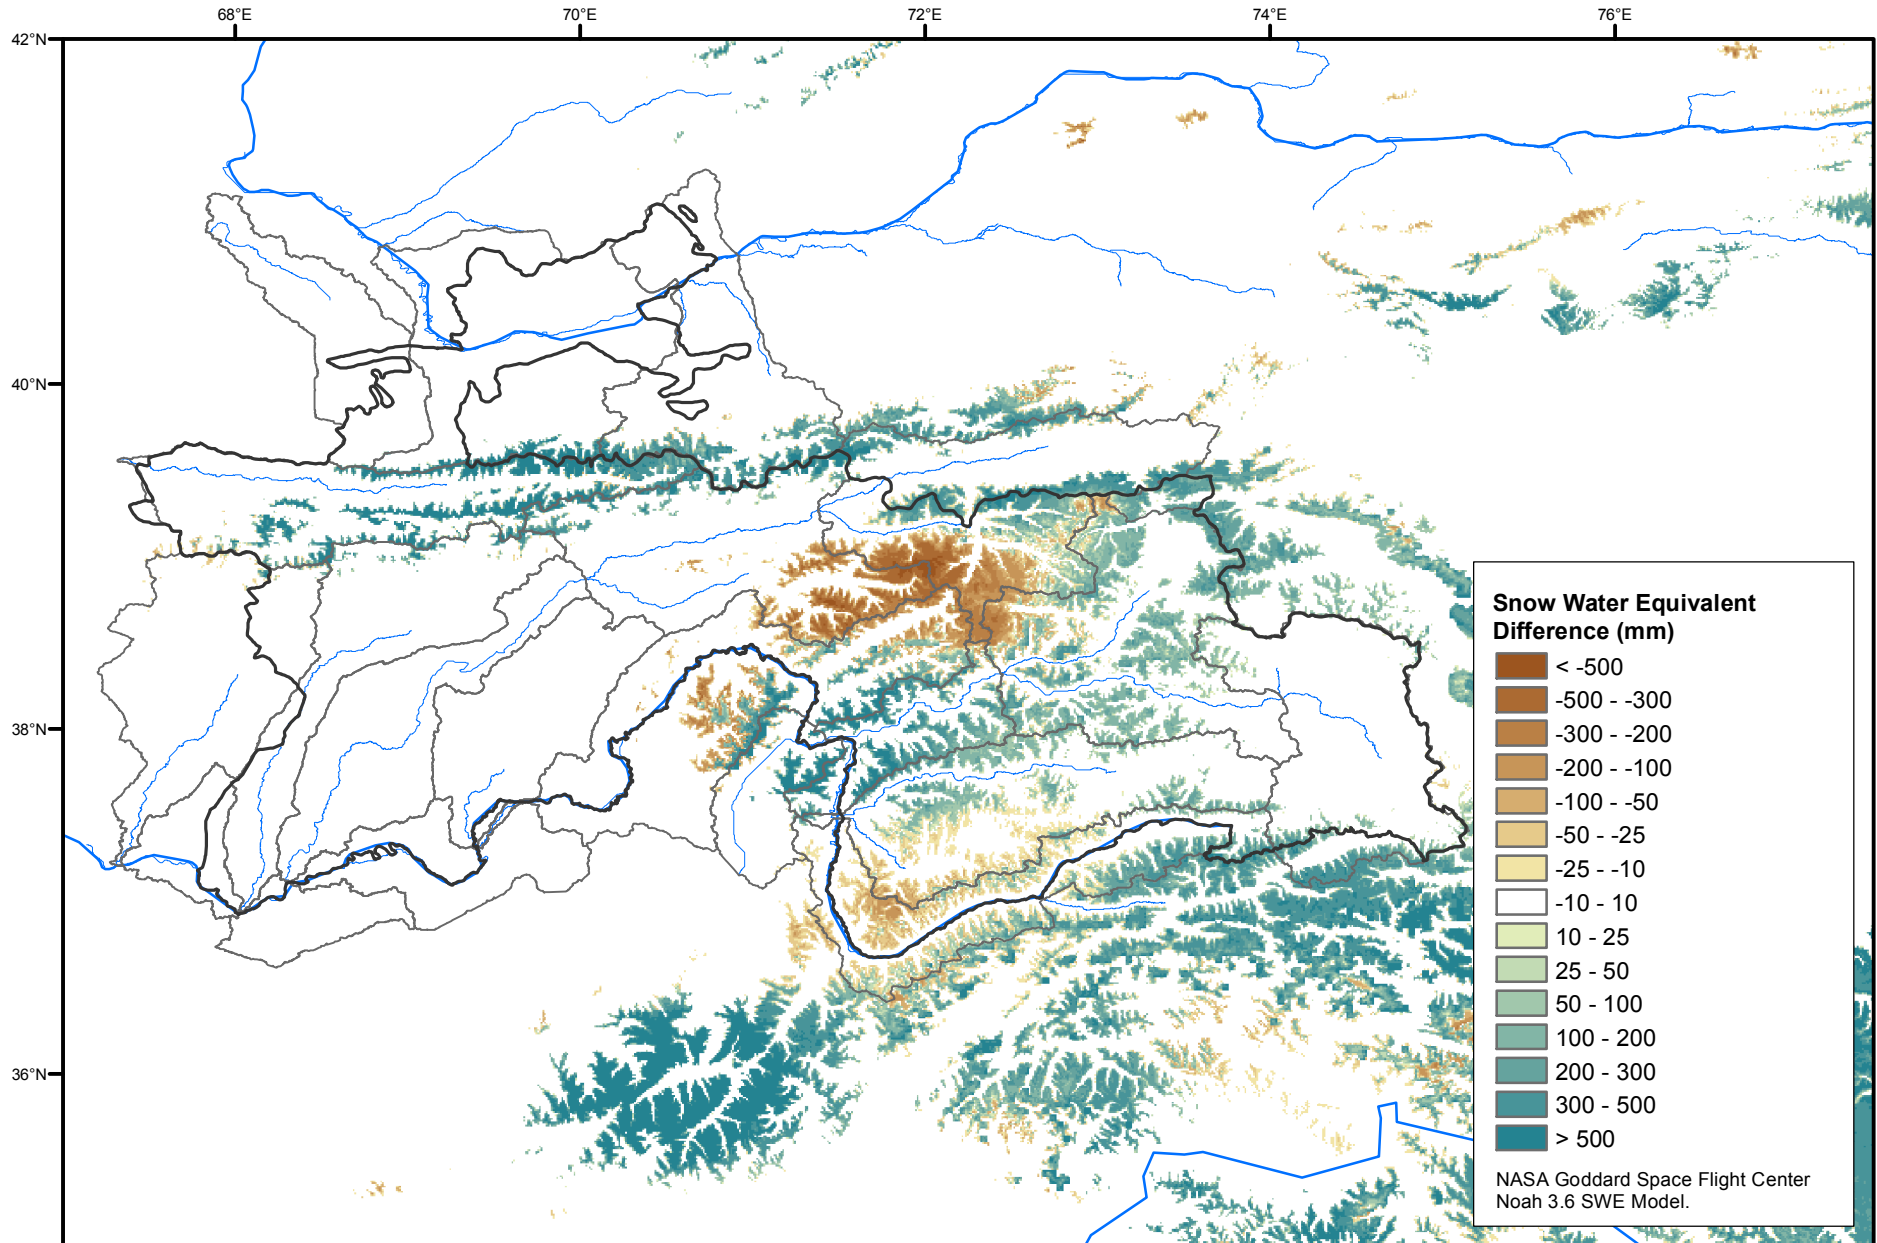 68°E 70°E 72°E 74°E 76°E
42°N
40°N
38°N
36°N
Snow Water Equivalent
Difference (mm)
< -500
-500 - -300
-300 - -200
-200 - -100
-100 - -50
-50 - -25
-25 - -10
-10 - 10
10 - 25
25 - 50
50 - 100
100 - 200
200 - 300
300 - 500
> 500
NASA Goddard Space Flight Center
Noah 3.6 SWE Model.